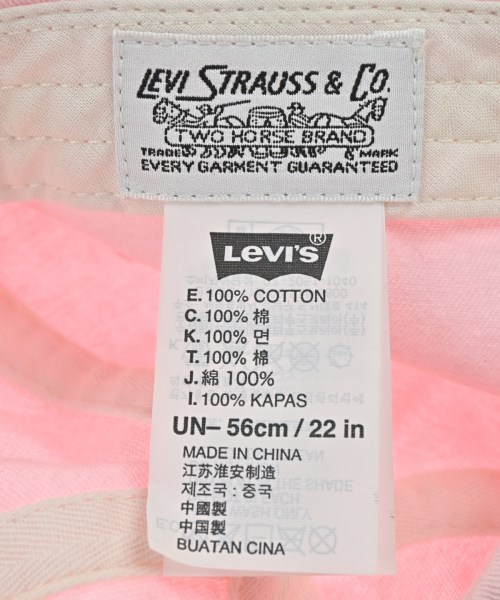 LEVI STRAUSS & CO.
TWO HORSE BRAND
TRADE MARK
EVERY GARMENT GUARANTEED
LEVI'S®
E. 100% COTTON
C. 100% 棉
K. 100% 면
T. 100% 棉
J. 綿 100%
I. 100% KAPAS
UN– 56cm / 22 in
MADE IN CHINA
江苏淮安制造
제조국 : 중국
中國製
中国製
BUATAN CINA